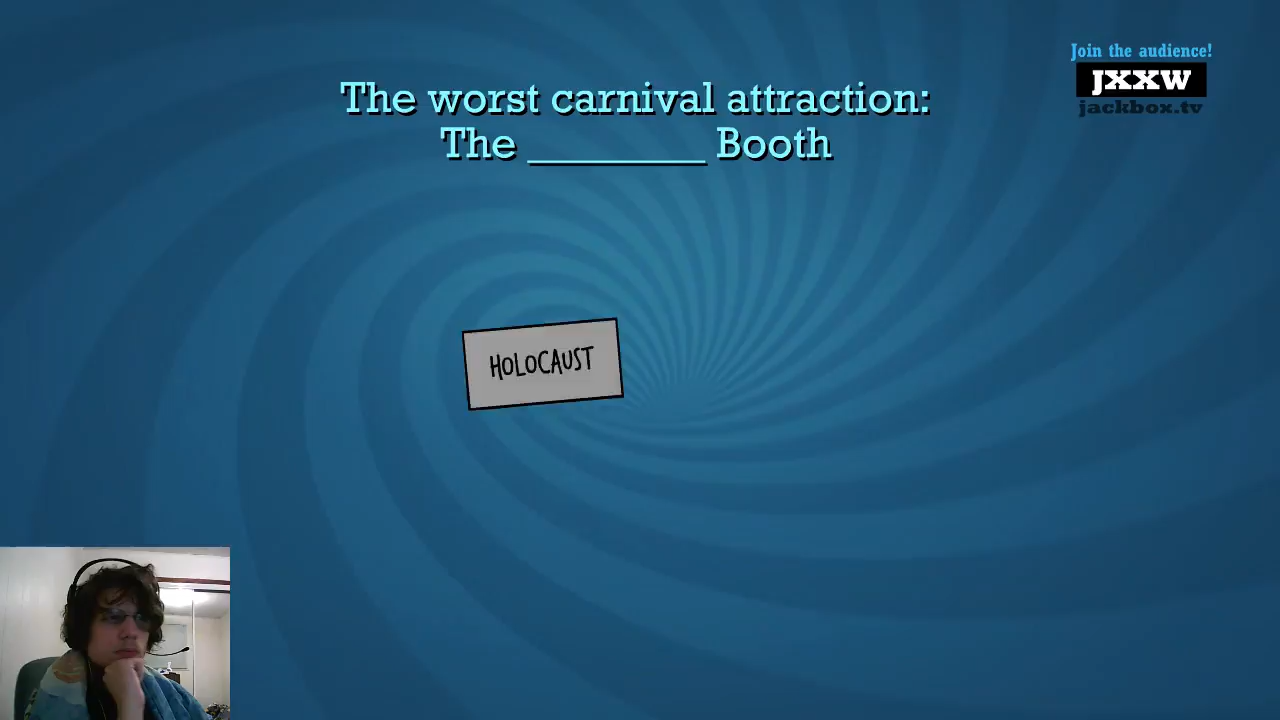 Join the audience!
JXXW
jackbox.tv
The worst carnival attraction:
The ________ Booth
HOLOCAUST